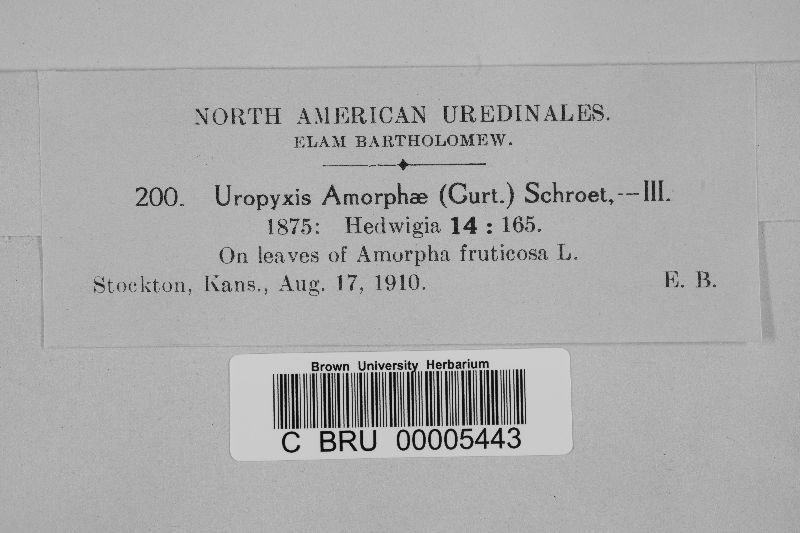 NORTH AMERICAN UREDINALES.
ELAM BARTHOLOMEW.
200. Uropyxis Amorphæ (Curt.) Schroet,—III.
1875: Hedwigia 14 : 165.
On leaves of Amorpha fruticosa L.
Stockton, Kans., Aug. 17, 1910. E. B.
Brown University Herbarium
C BRU 00005443